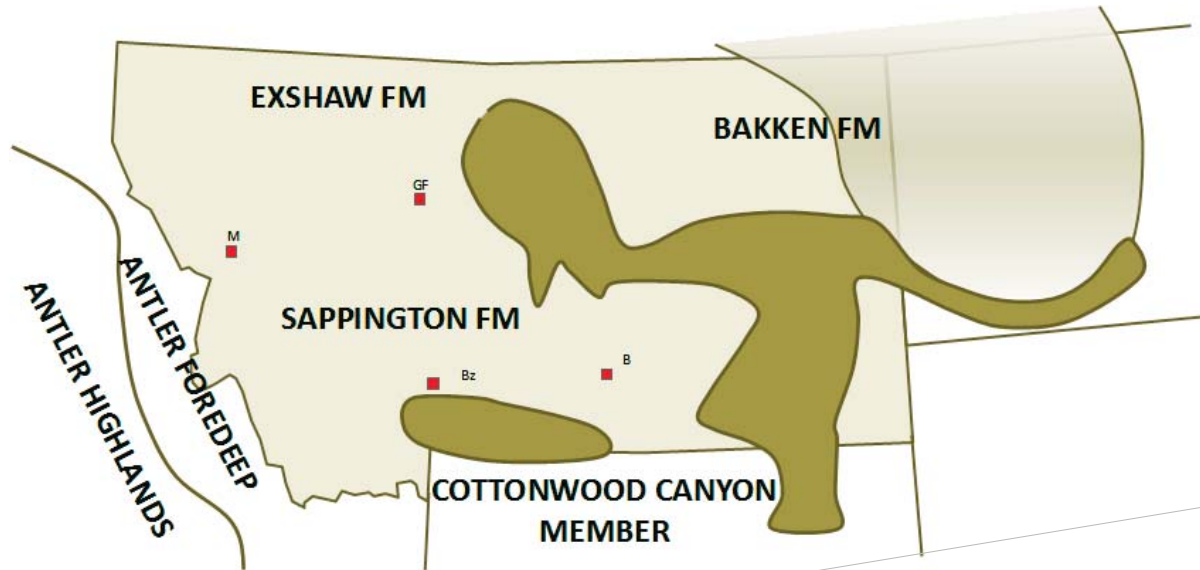 EXSHAW FM
BAKKEN FM
GF
M
ANTLER FOREDEEP
ANTLER HIGHLANDS
SAPPINGTON FM
B
Bz
COTTONWOOD CANYON
MEMBER